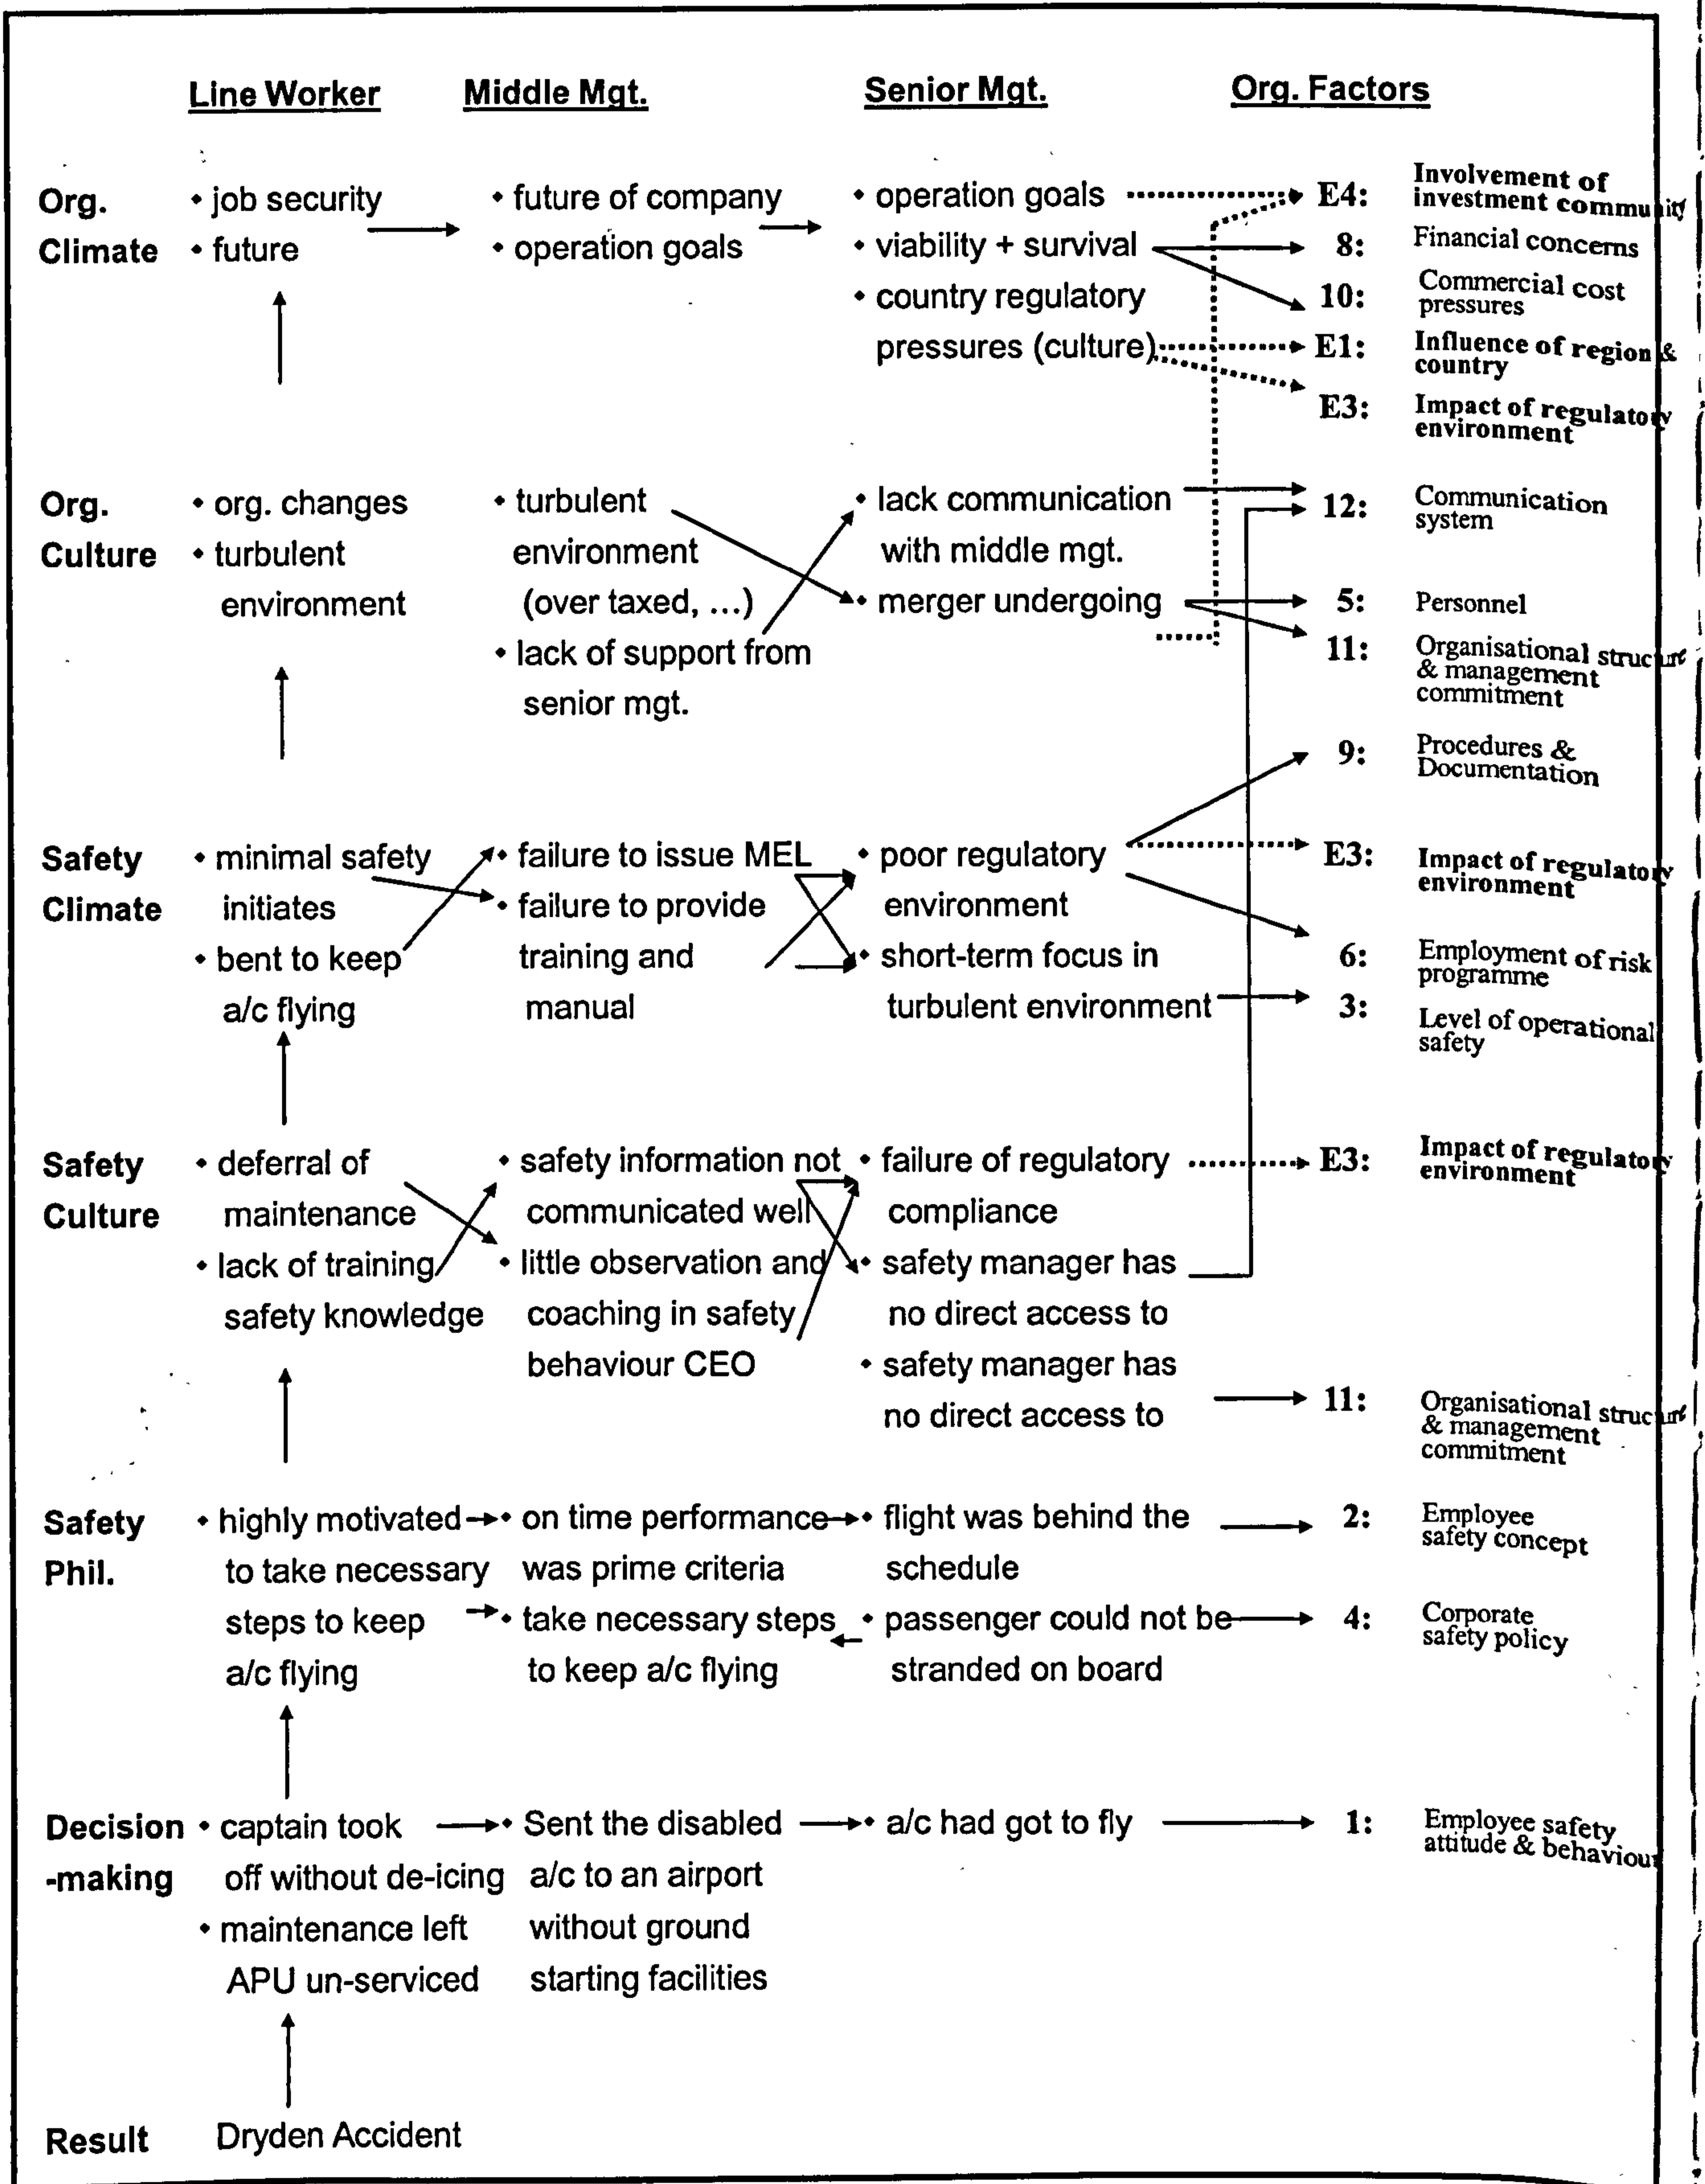 Line Worker Middle Mgt. Senior Mgt. Org. Factors
Org. • job security • future of company • operation goals E4: Involvement of
investment community
Climate • future • operation goals • viability + survival 8: Financial concerns
• country regulatory 10: Commercial cost
pressures
pressures (culture) E1: Influence of region &
country
E3: Impact of regulatory
environment
Org. • org. changes • turbulent • lack communication 12: Communication
system
Culture • turbulent environment with middle mgt.
environment (over taxed, ...) • merger undergoing 5: Personnel
• lack of support from 11: Organisational structure
& management
commitment
senior mgt.
9: Procedures &
Documentation
Safety • minimal safety • failure to issue MEL • poor regulatory E3: Impact of regulatory
environment
Climate initiates • failure to provide environment
• bent to keep training and • short-term focus in 6: Employment of risk
programme
a/c flying manual turbulent environment 3: Level of operational
safety
Safety • deferral of • safety information not • failure of regulatory E3: Impact of regulatory
environment
Culture maintenance communicated well compliance
• lack of training • little observation and • safety manager has
safety knowledge coaching in safety no direct access to
behaviour CEO • safety manager has
no direct access to 11: Organisational structure
& management
commitment
Safety • highly motivated • on time performance • flight was behind the 2: Employee
safety concept
Phil. to take necessary was prime criteria schedule
steps to keep • take necessary steps • passenger could not be 4: Corporate
safety policy
a/c flying to keep a/c flying stranded on board
Decision • captain took • Sent the disabled • a/c had got to fly 1: Employee safety
attitude & behaviour
-making off without de-icing a/c to an airport
• maintenance left without ground
APU un-serviced starting facilities
Result Dryden Accident